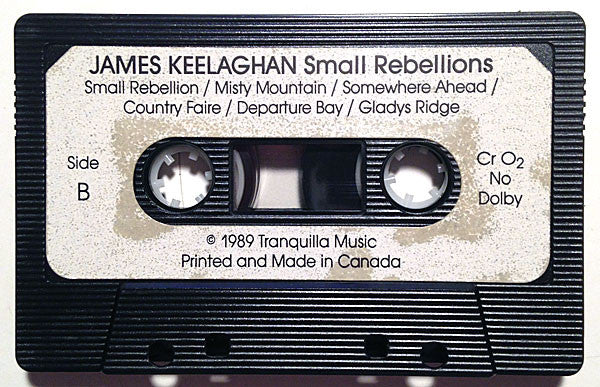 JAMES KEELAGHAN Small Rebellions
Small Rebellion / Misty Mountain / Somewhere Ahead /
Country Faire / Departure Bay / Gladys Ridge
Side
B
Cr O₂
No
Dolby
© 1989 Tranquilla Music
Printed and Made in Canada